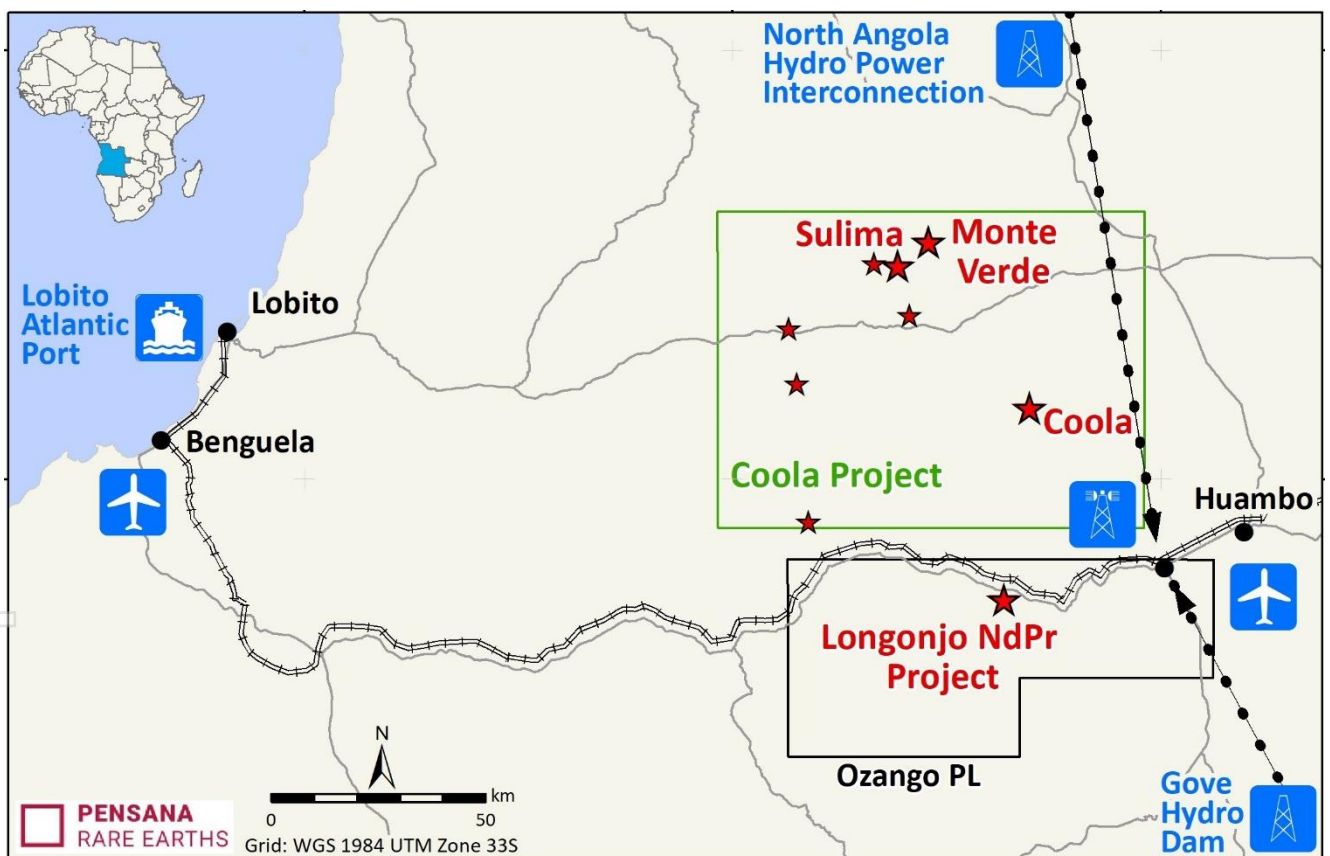 North Angola
Hydro Power
Interconnection
Sulima
Monte
Verde
Lobito
Atlantic
Port
Lobito
Benguela
Coola
Coola Project
Huambo
Longonjo NdPr
Project
Ozango PL
Gove
Hydro
Dam
N
km
0 50
Grid: WGS 1984 UTM Zone 33S
PENSANA
RARE EARTHS